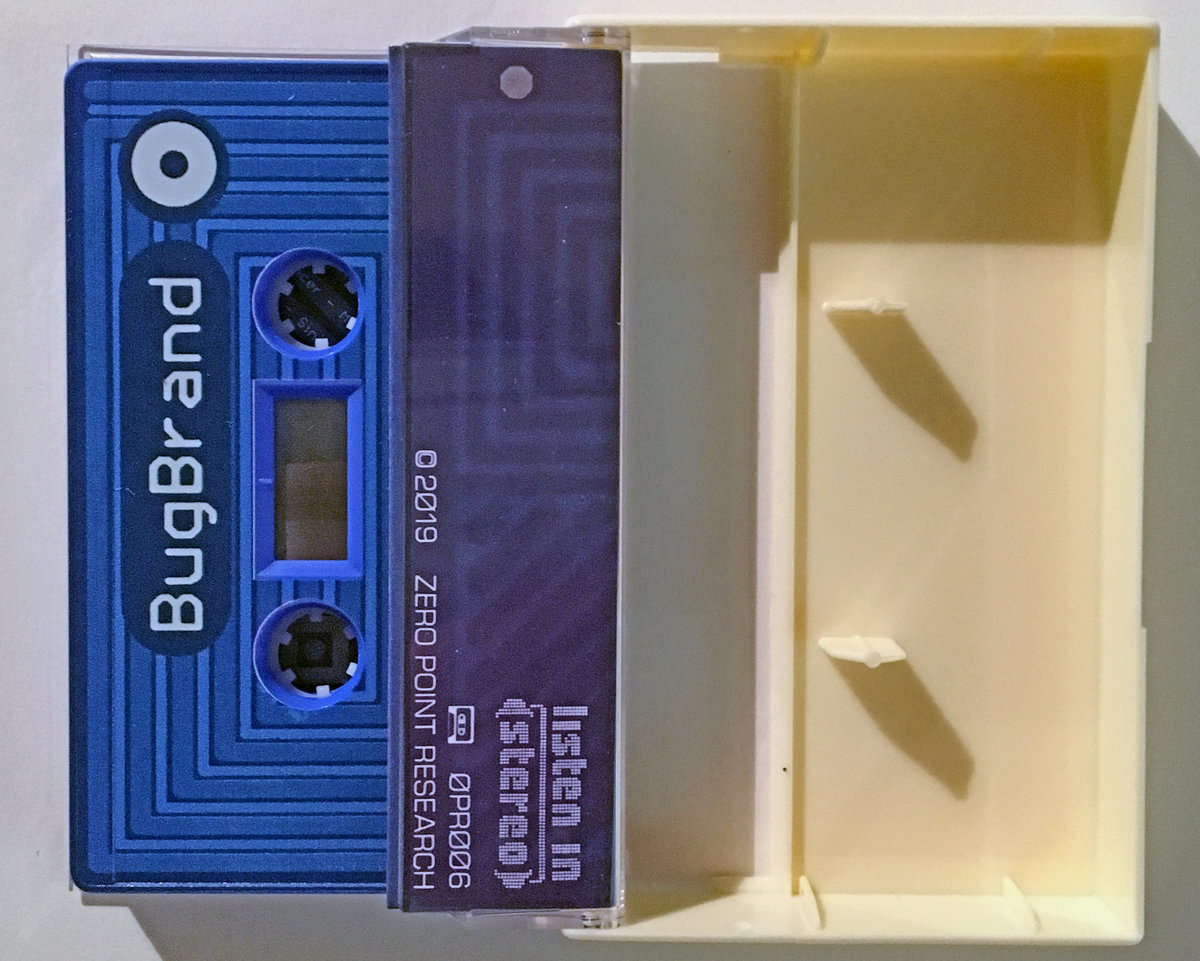 BugBrand
©2019 ZERO POINT RESEARCH
ØPRØØ6
listen in
(stereo)